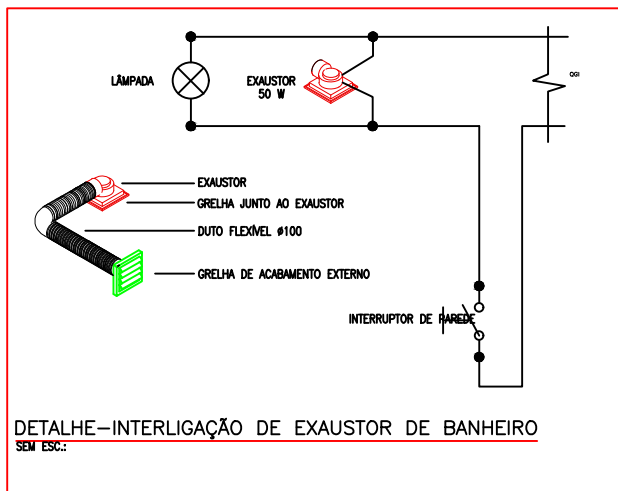 LÂMPADA
EXAUSTOR
50 W
QGI
EXAUSTOR
GRELHA JUNTO AO EXAUSTOR
DUTO FLEXÍVEL ø100
GRELHA DE ACABAMENTO EXTERNO
INTERRUPTOR DE PAREDE
DETALHE-INTERLIGAÇÃO DE EXAUSTOR DE BANHEIRO
SEM ESC.: